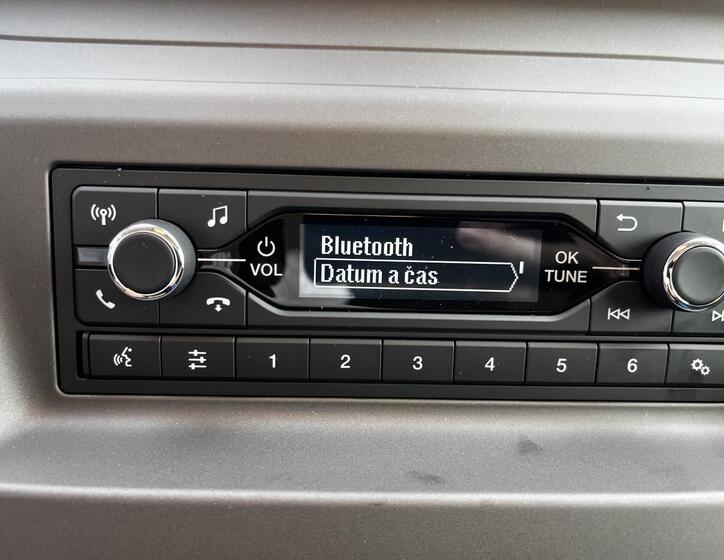 Bluetooth
Datum a čas
VOL
OK
TUNE
1
2
3
4
5
6